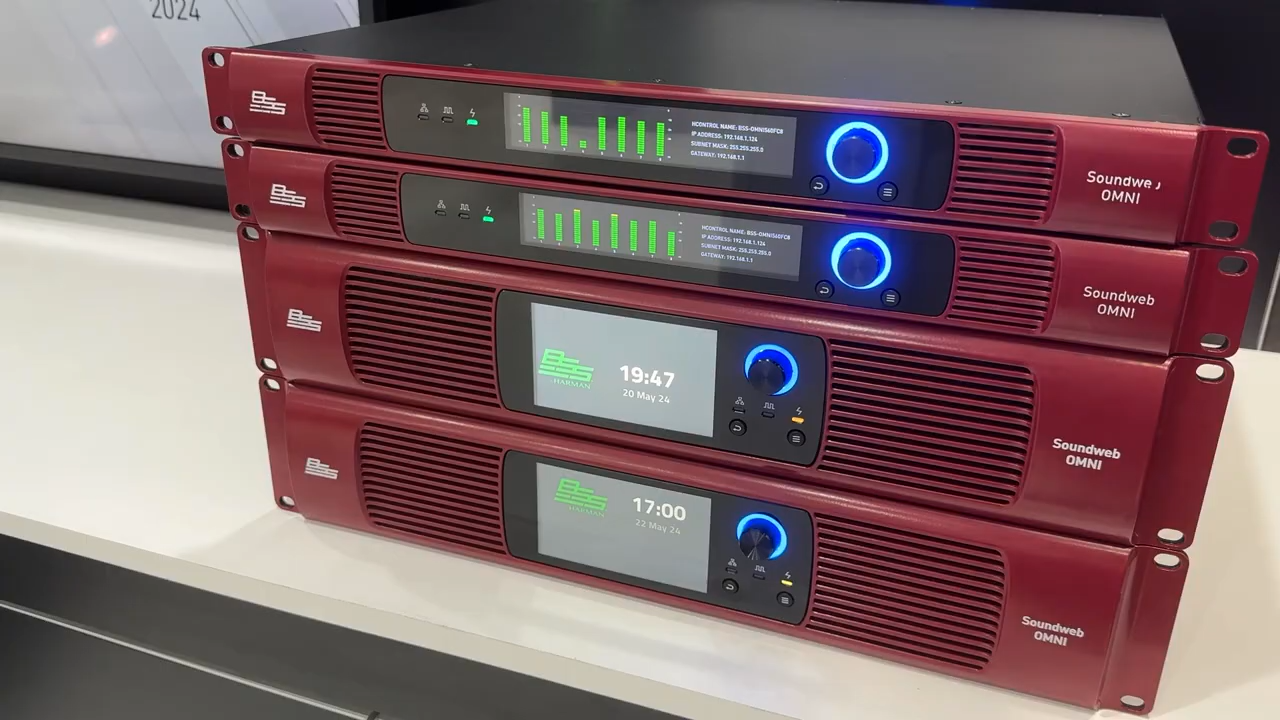 2024
BSS
HCONTROL NAME: BSS-OMNI560FCB
IP ADDRESS: 192.168.1.124
SUBNET MASK: 255.255.255.0
GATEWAY: 192.168.1.1
Soundwe
OMNI
BSS
HCONTROL NAME: BSS-OMNI560FCB
IP ADDRESS: 192.168.1.124
SUBNET MASK: 255.255.255.0
GATEWAY: 192.168.1.1
Soundweb
OMNI
BSS
BSS
HARMAN
19:47
20 May 24
Soundweb
OMNI
BSS
BSS
HARMAN
17:00
22 May 24
Soundweb
OMNI